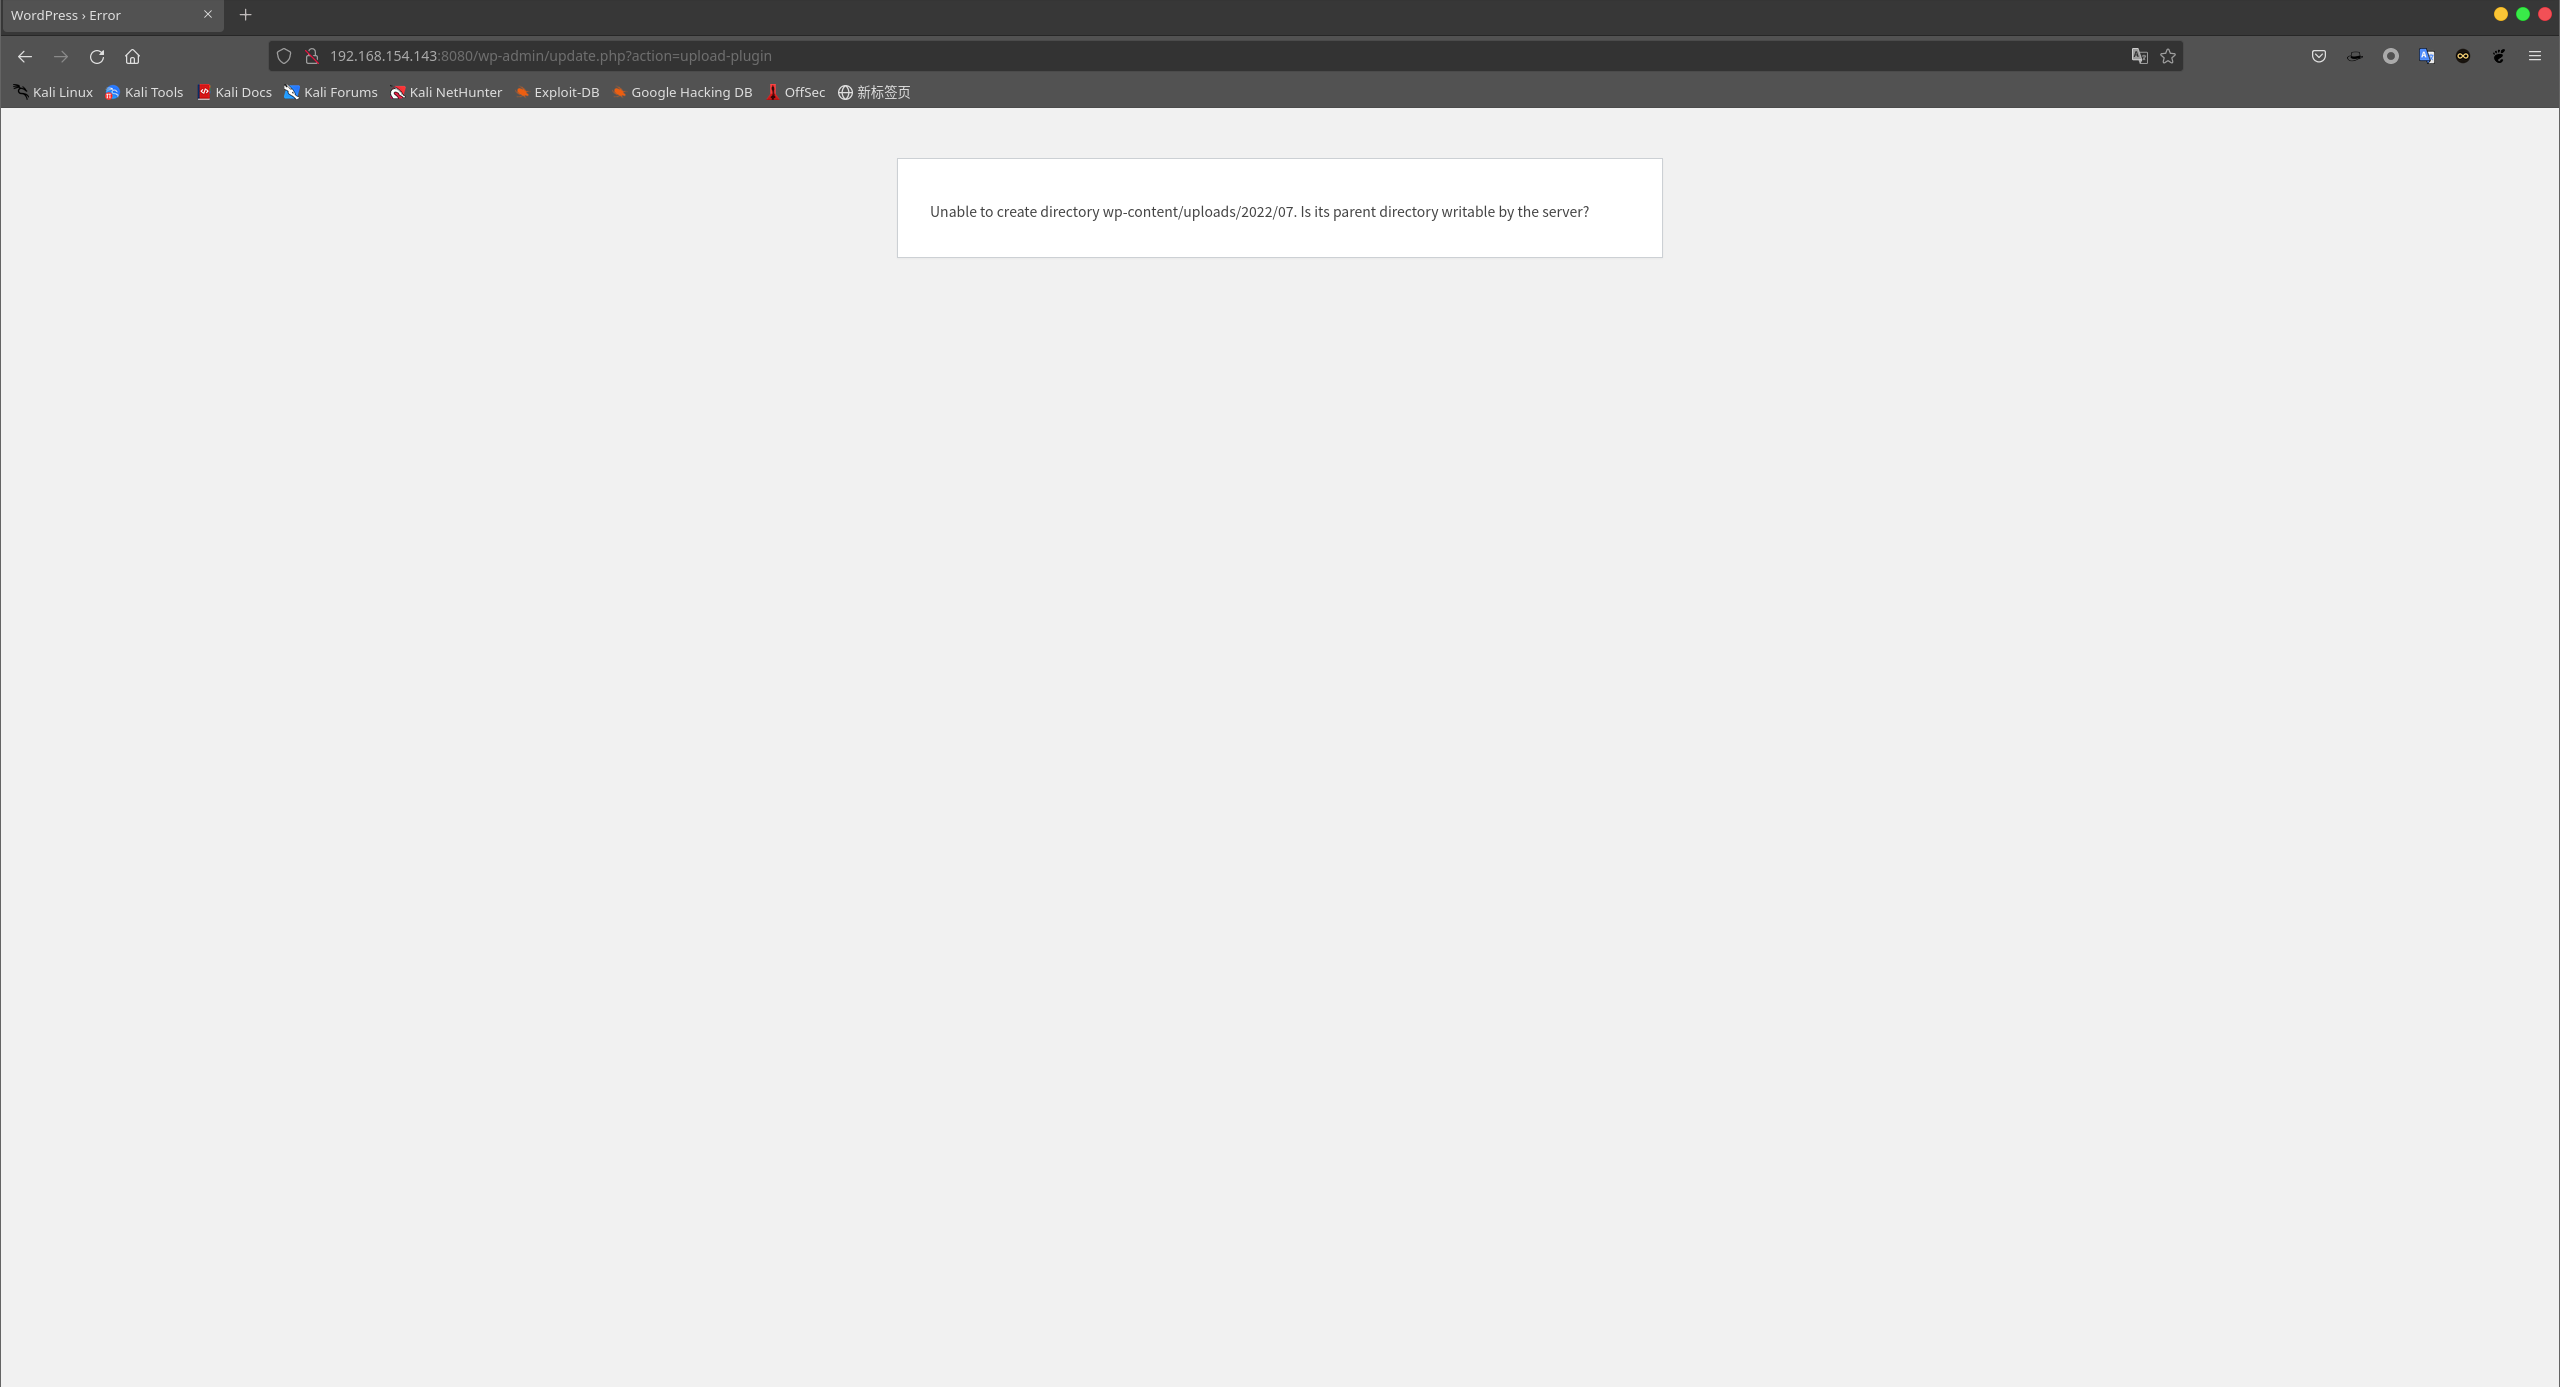 WordPress › Error
192.168.154.143:8080/wp-admin/update.php?action=upload-plugin
Kali Linux Kali Tools Kali Docs Kali Forums Kali NetHunter Exploit-DB Google Hacking DB OffSec 新标签页
Unable to create directory wp-content/uploads/2022/07. Is its parent directory writable by the server?